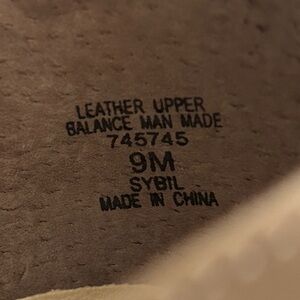 LEATHER UPPER
BALANCE MAN MADE
745745
9M
SYBIL
MADE IN CHINA